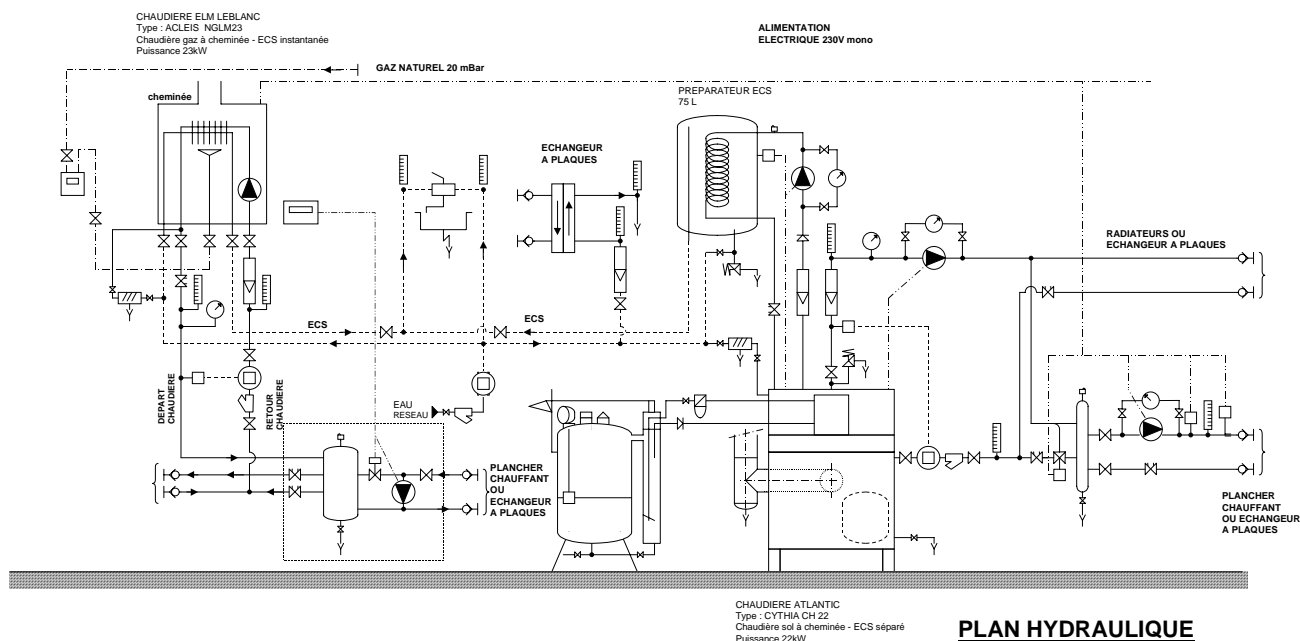 CHAUDIERE ELM LEBLANC
Type : ACLEIS NGLM23
Chaudière gaz à cheminée - ECS instantanée
Puissance 23kW
ALIMENTATION
ELECTRIQUE 230V mono
GAZ NATUREL 20 mBar
cheminée
PREPARATEUR ECS
75 L
ECHANGEUR
A PLAQUES
RADIATEURS OU
ECHANGEUR A PLAQUES
ECS
ECS
DEPART
CHAUDIERE
RETOUR
CHAUDIERE
EAU
RESEAU
PLANCHER
CHAUFFANT
OU
ECHANGEUR
A PLAQUES
PLANCHER
CHAUFFANT
OU ECHANGEUR
A PLAQUES
CHAUDIERE ATLANTIC
Type : CYTHIA CH 22
Chaudière sol à cheminée - ECS séparé
Puissance 22kW
PLAN HYDRAULIQUE